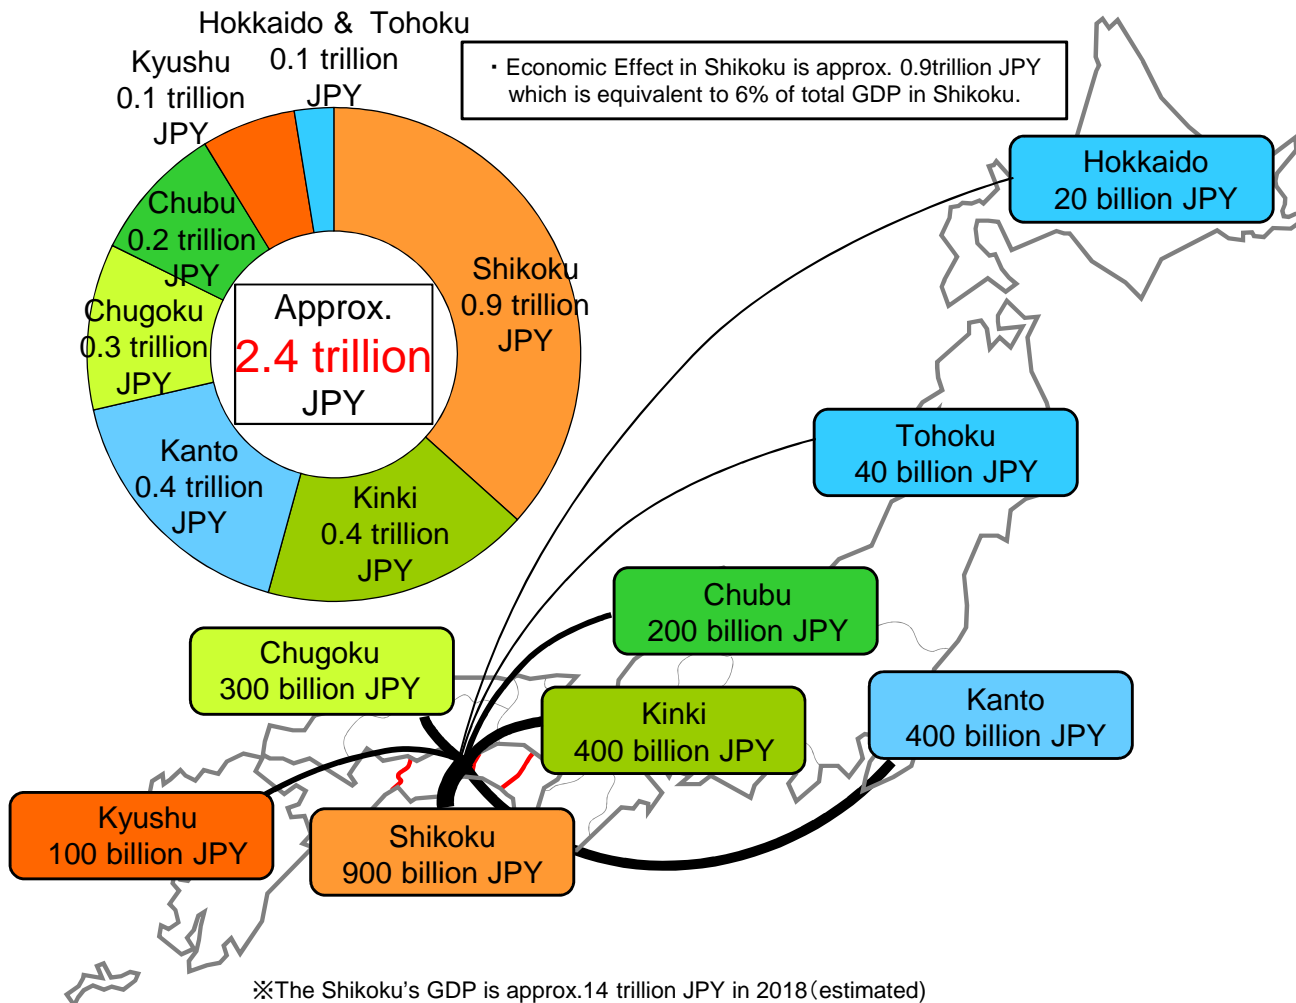 Hokkaido & Tohoku
0.1 trillion
JPY
Kyushu
0.1 trillion
JPY
・Economic Effect in Shikoku is approx. 0.9trillion JPY
which is equivalent to 6% of total GDP in Shikoku.
Chubu
0.2 trillion
JPY
Shikoku
0.9 trillion
JPY
Chugoku
0.3 trillion
JPY
Approx.
2.4 trillion
JPY
Kanto
0.4 trillion
JPY
Kinki
0.4 trillion
JPY
Hokkaido
20 billion JPY
Tohoku
40 billion JPY
Chubu
200 billion JPY
Chugoku
300 billion JPY
Kinki
400 billion JPY
Kanto
400 billion JPY
Kyushu
100 billion JPY
Shikoku
900 billion JPY
※The Shikoku's GDP is approx.14 trillion JPY in 2018（estimated）